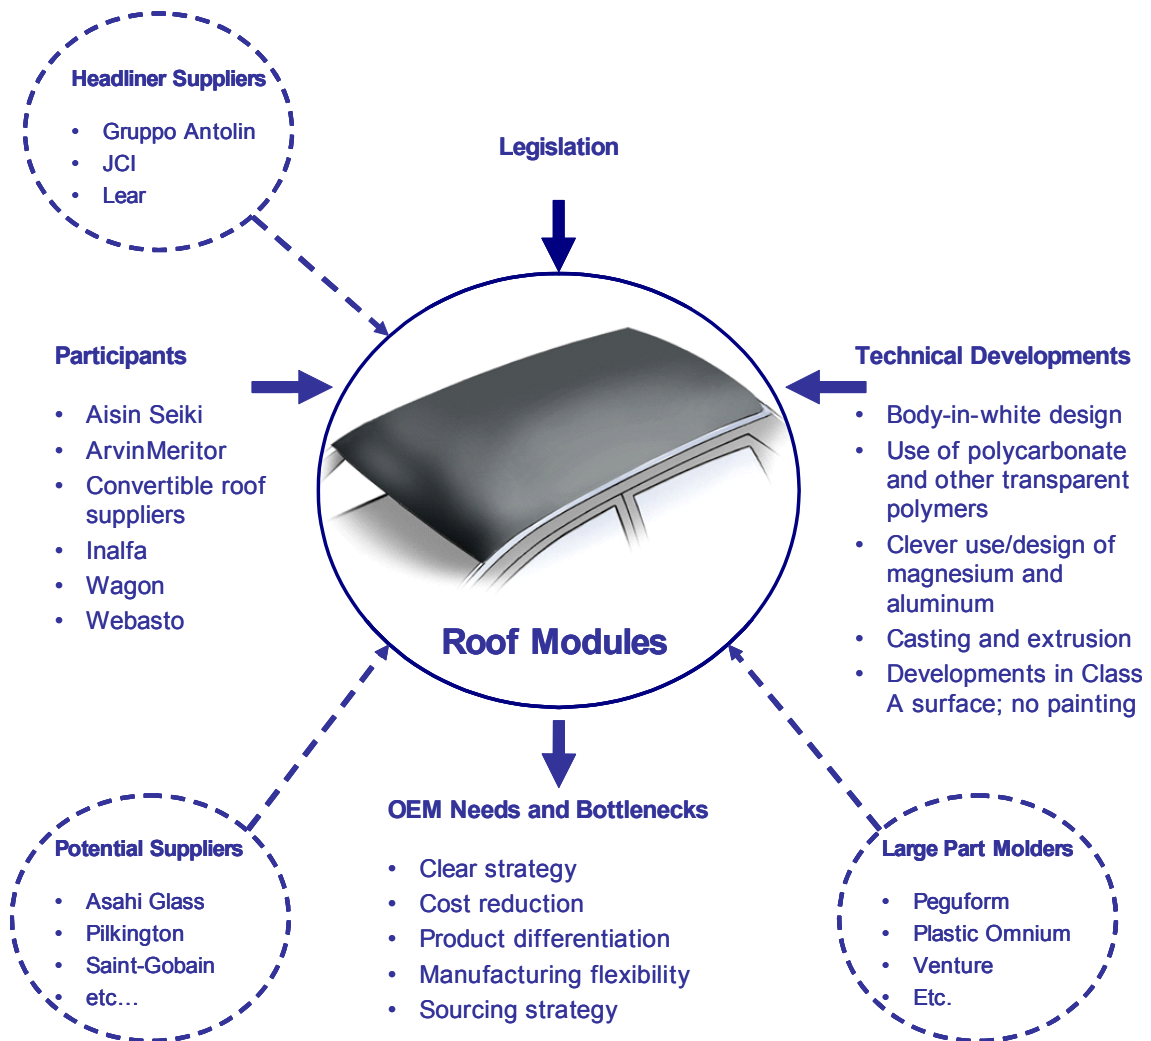 Headliner Suppliers
• Gruppo Antolin
• JCI
• Lear
Legislation
Participants
• Aisin Seiki
• ArvinMeritor
• Convertible roof
suppliers
• Inalfa
• Wagon
• Webasto
Technical Developments
• Body-in-white design
• Use of polycarbonate
and other transparent
polymers
• Clever use/design of
magnesium and
aluminum
• Casting and extrusion
• Developments in Class
A surface; no painting
Roof Modules
Potential Suppliers
• Asahi Glass
• Pilkington
• Saint-Gobain
• etc...
OEM Needs and Bottlenecks
• Clear strategy
• Cost reduction
• Product differentiation
• Manufacturing flexibility
• Sourcing strategy
Large Part Molders
• Peguform
• Plastic Omnium
• Venture
• Etc.